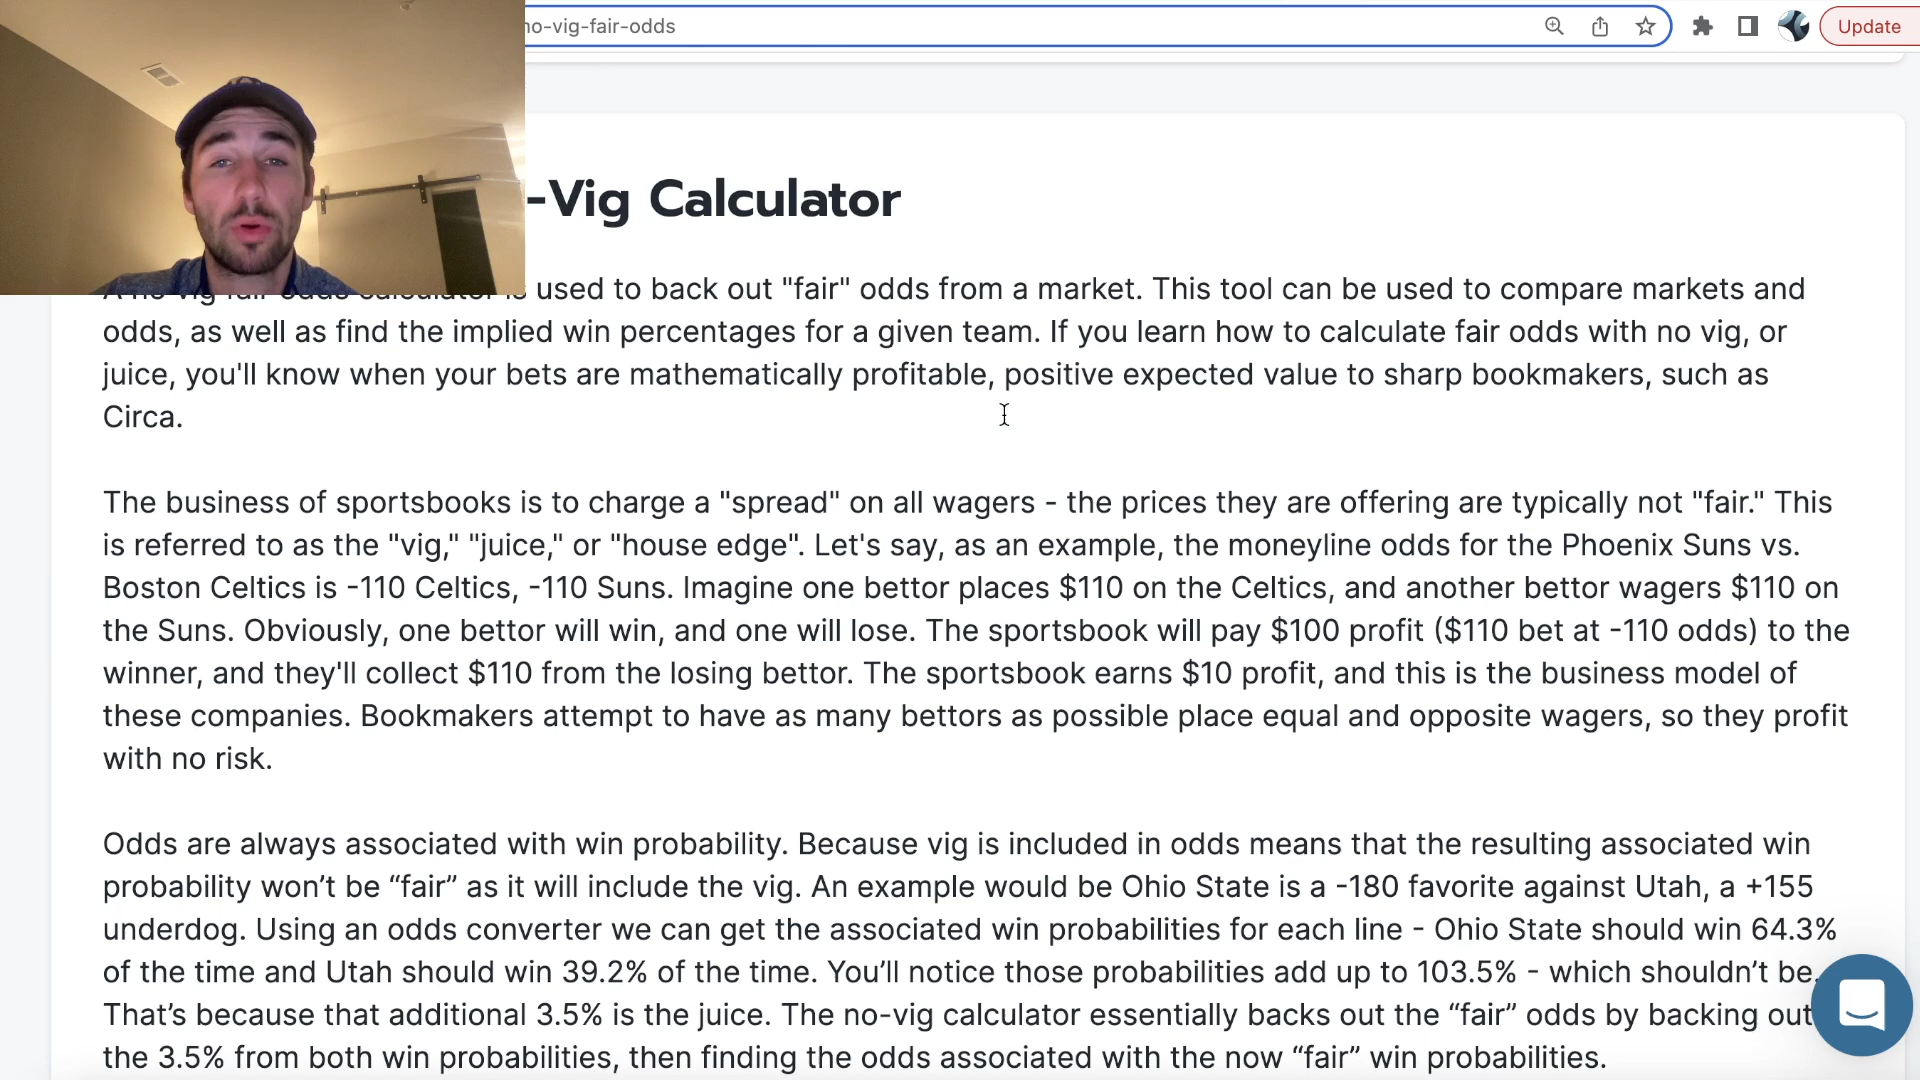 no-vig-fair-odds
Update
-Vig Calculator
A no-vig fair odds calculator is used to back out "fair" odds from a market. This tool can be used to compare markets and
odds, as well as find the implied win percentages for a given team. If you learn how to calculate fair odds with no vig, or
juice, you'll know when your bets are mathematically profitable, positive expected value to sharp bookmakers, such as
Circa.
The business of sportsbooks is to charge a "spread" on all wagers - the prices they are offering are typically not "fair." This
is referred to as the "vig," "juice," or "house edge". Let's say, as an example, the moneyline odds for the Phoenix Suns vs.
Boston Celtics is -110 Celtics, -110 Suns. Imagine one bettor places $110 on the Celtics, and another bettor wagers $110 on
the Suns. Obviously, one bettor will win, and one will lose. The sportsbook will pay $100 profit ($110 bet at -110 odds) to the
winner, and they'll collect $110 from the losing bettor. The sportsbook earns $10 profit, and this is the business model of
these companies. Bookmakers attempt to have as many bettors as possible place equal and opposite wagers, so they profit
with no risk.
Odds are always associated with win probability. Because vig is included in odds means that the resulting associated win
probability won’t be “fair” as it will include the vig. An example would be Ohio State is a -180 favorite against Utah, a +155
underdog. Using an odds converter we can get the associated win probabilities for each line - Ohio State should win 64.3%
of the time and Utah should win 39.2% of the time. You’ll notice those probabilities add up to 103.5% - which shouldn’t be.
That’s because that additional 3.5% is the juice. The no-vig calculator essentially backs out the “fair” odds by backing out
the 3.5% from both win probabilities, then finding the odds associated with the now “fair” win probabilities.